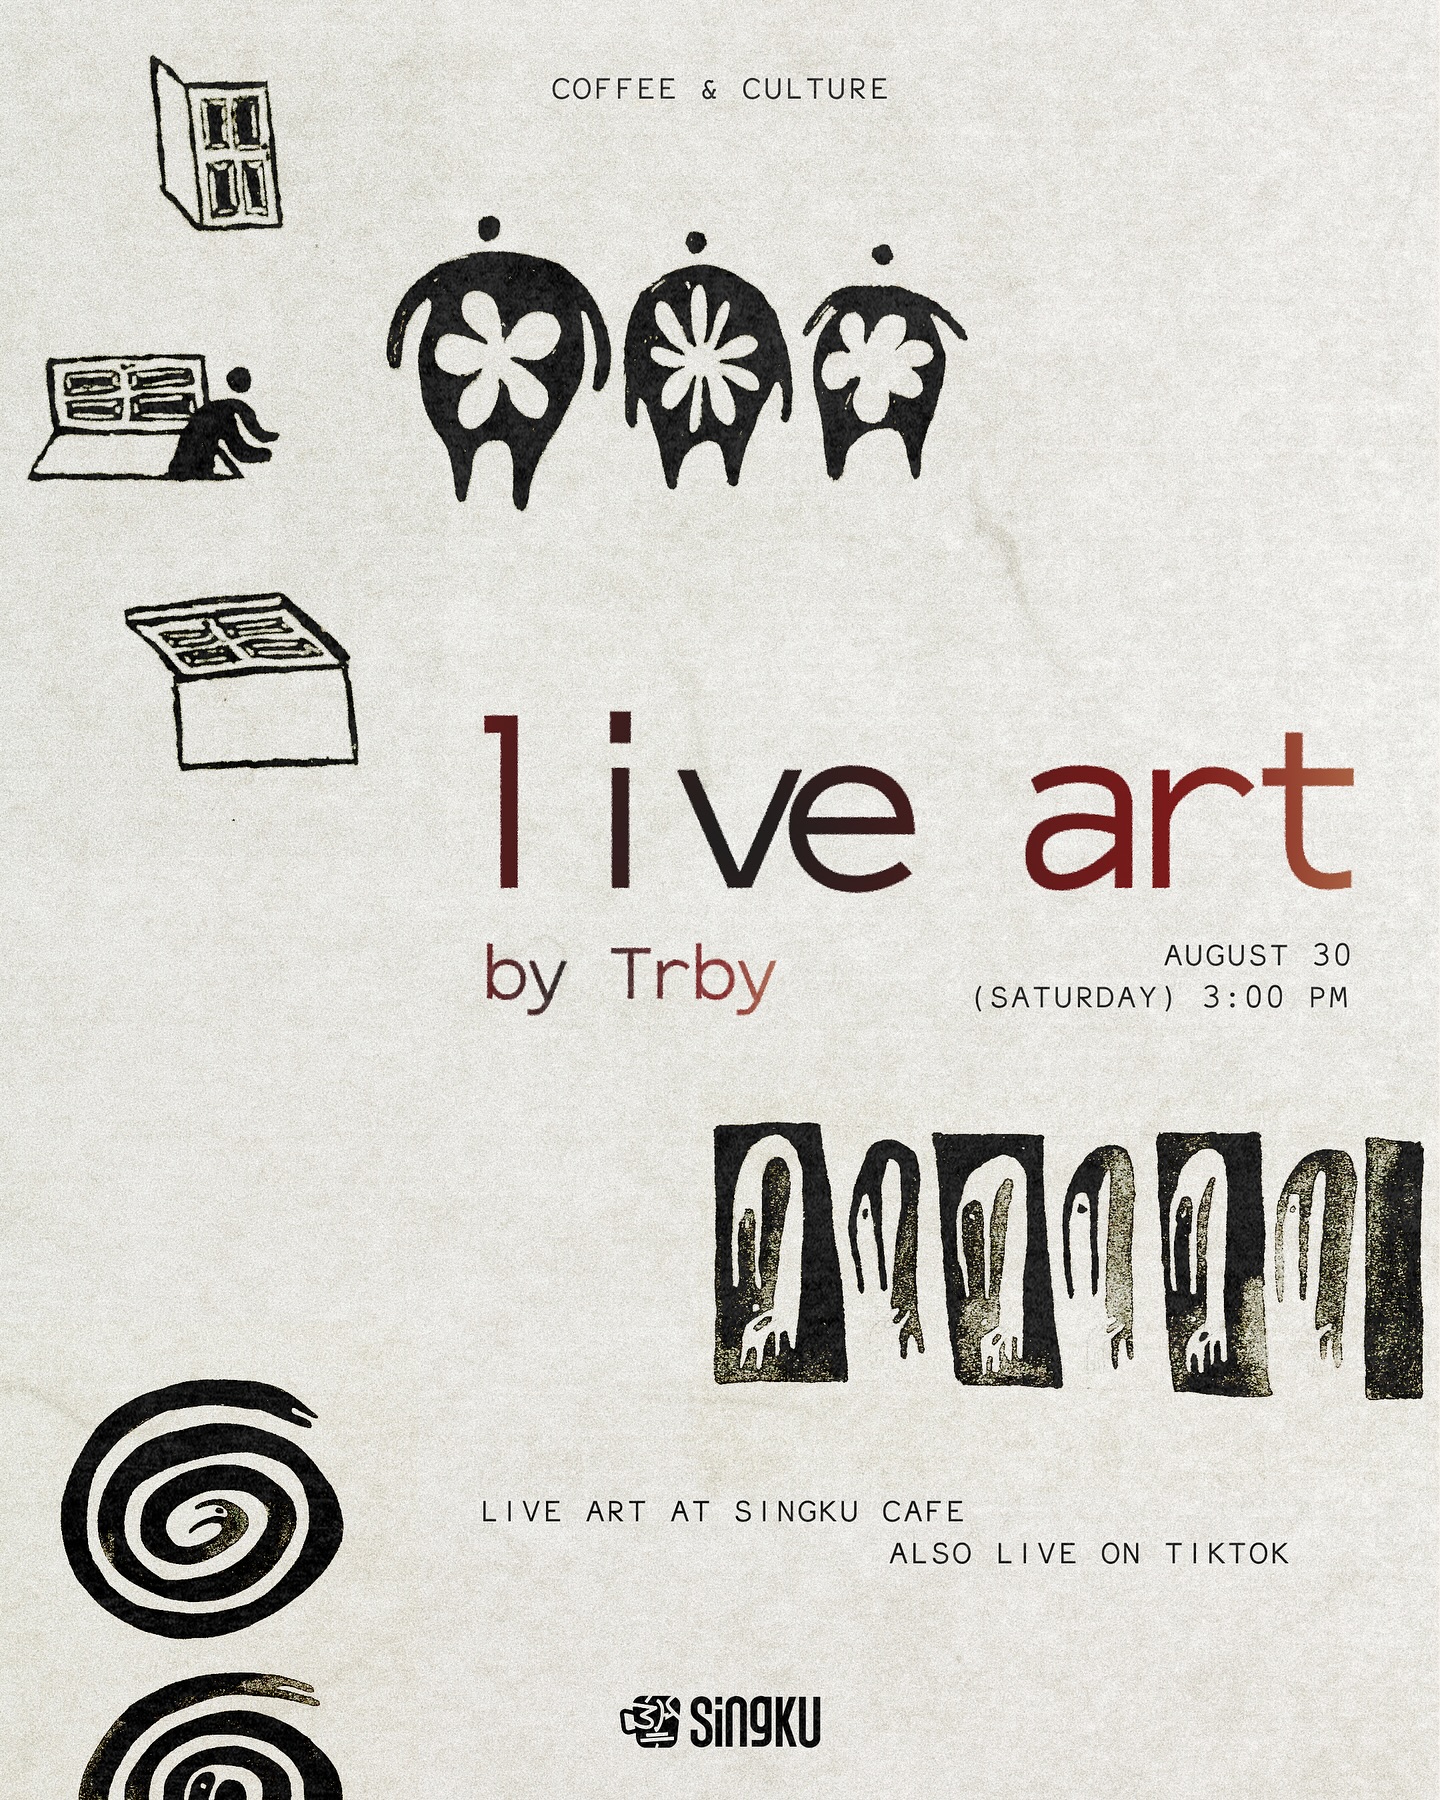 COFFEE & CULTURE
live art
by Trby
AUGUST 30
(SATURDAY) 3:00 PM
LIVE ART AT SINGKU CAFE
ALSO LIVE ON TIKTOK
SingKU